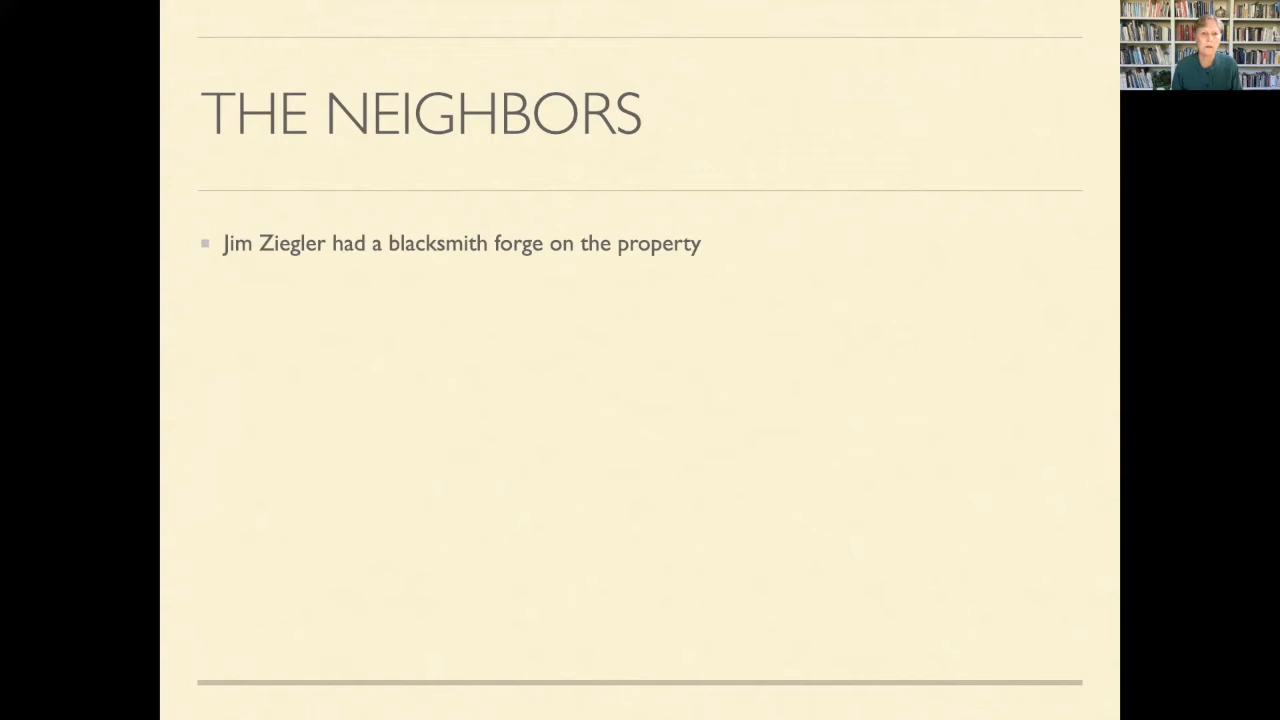 THE NEIGHBORS
Jim Ziegler had a blacksmith forge on the property